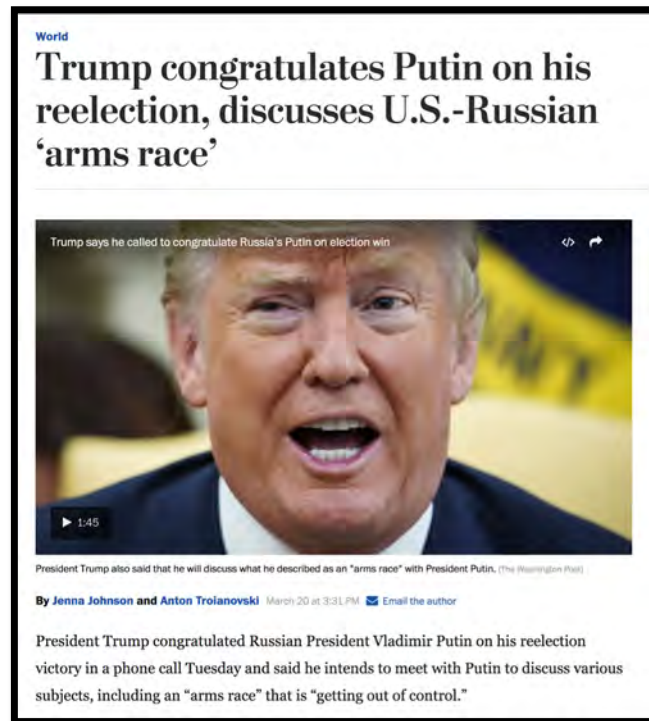 World
Trump congratulates Putin on his
reelection, discusses U.S.-Russian
‘arms race’
Trump says he called to congratulate Russia's Putin on election win
1:45
President Trump also said that he will discuss what he described as an "arms race" with President Putin. (The Washington Post)
By Jenna Johnson and Anton Troianovski March 20 at 3:31 PM Email the author
President Trump congratulated Russian President Vladimir Putin on his reelection
victory in a phone call Tuesday and said he intends to meet with Putin to discuss various
subjects, including an “arms race” that is “getting out of control.”